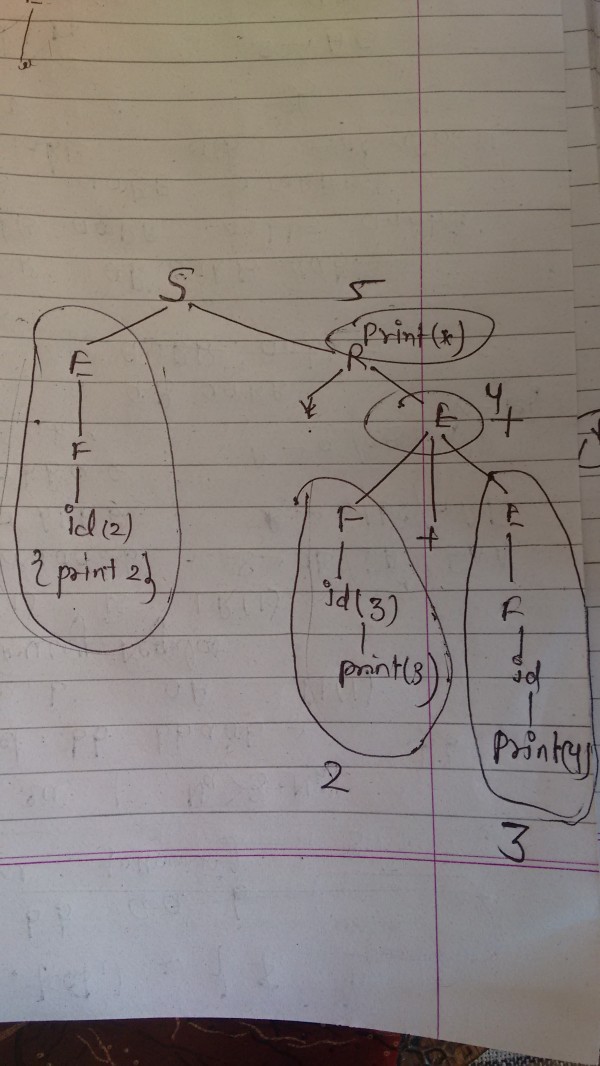 S 5
print(*)
R
E
* E 4
+
F
F + E
id(2)
{print 2}
id(3) F
print(3) id
print(4)
2
3